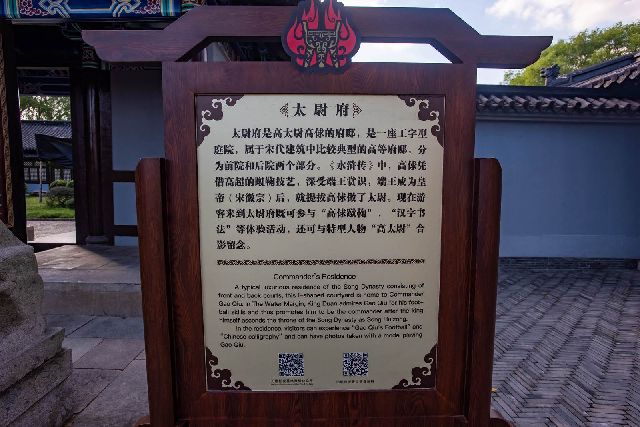 太尉府
太尉府是高太尉高俅的府邸，是一座工字型
庭院，属于宋代建筑中比较典型的高等府邸，分
为前院和后院两个部分。《水浒传》中，高俅凭
借高超的蹴鞠技艺，深受端王赏识，端王成为皇
帝（宋徽宗）后，就提拔高俅做了太尉。现在游
客来到太尉府既可参与“高俅蹴鞠”、“汉字书
法”等体验活动，还可与特型人物“高太尉”合
影留念。
Commander's Residence
A typical luxurious residence of the Song Dynasty consisting of
front and back courts, this I-shaped courtyard is home to Commander
Gao Qiu. In The Water Margin, King Duan admires Gao Qiu for his foot-
ball skills and thus promotes him to be the commander after the king
himself ascends the throne of the Song Dynasty as Song Huizong.
In the residence, visitors can experience "Gao Qiu's Football" and
"Chinese calligraphy" and can have photos taken with a model playing
Gao Qiu.